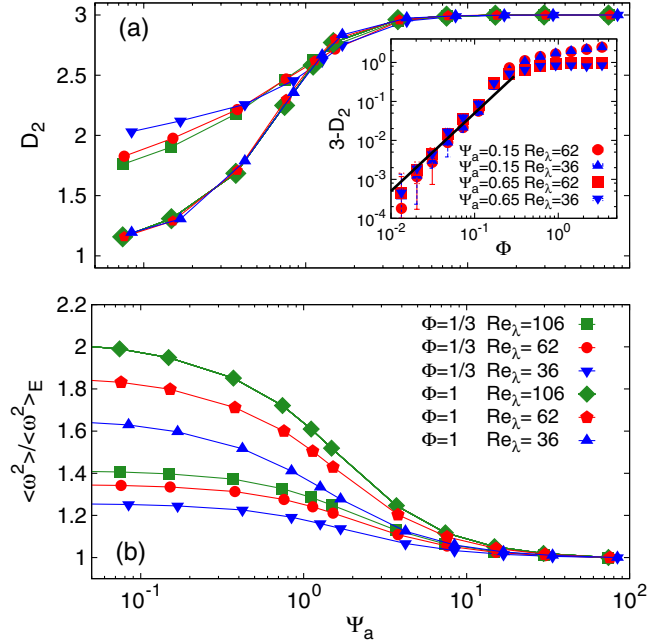 (a)
D₂
3
2.5
2
1.5
1
3-D₂
10⁰
10⁻¹
10⁻²
10⁻³
10⁻⁴
10⁻² 10⁻¹ 10⁰
Φ
Ψₐ=0.15 Reλ=62
Ψₐ=0.15 Reλ=36
Ψₐ=0.65 Reλ=62
Ψₐ=0.65 Reλ=36
(b)
<ω²>/<ω²>E
2.2
2
1.8
1.6
1.4
1.2
1
Φ=1/3 Reλ=106
Φ=1/3 Reλ= 62
Φ=1/3 Reλ= 36
Φ=1 Reλ=106
Φ=1 Reλ= 62
Φ=1 Reλ= 36
10⁻¹ 10⁰ 10¹ 10²
Ψₐ